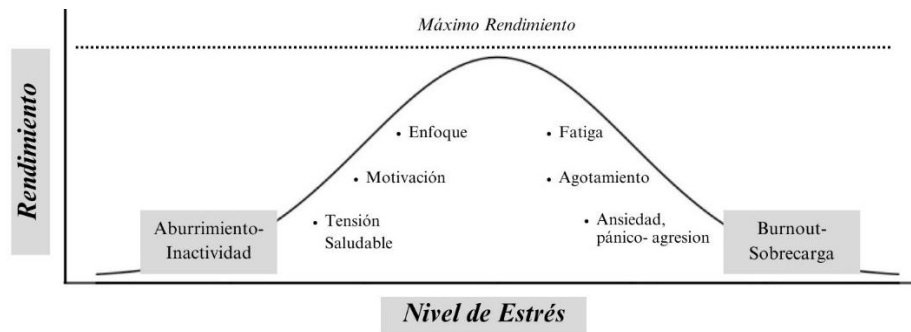 Máximo Rendimiento
Rendimiento
• Enfoque
• Fatiga
• Motivación
• Agotamiento
Aburrimiento-
Inactividad
• Tensión
Saludable
• Ansiedad,
pánico- agresion
Burnout-
Sobrecarga
Nivel de Estrés